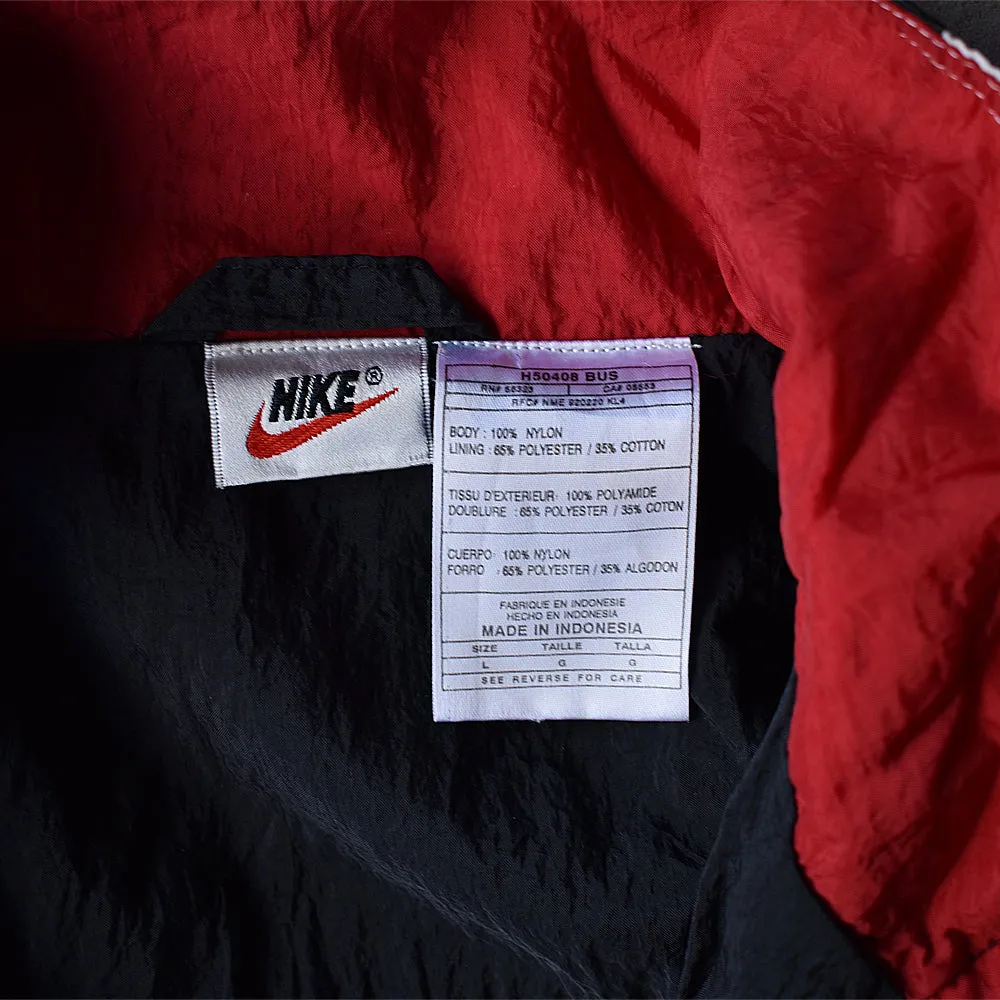 NIKE®
H50408 BUS
RN# 56323 CA# 05553
RFC# NME 920220 KL4
BODY : 100% NYLON
LINING : 65% POLYESTER / 35% COTTON
TISSU D'EXTERIEUR: 100% POLYAMIDE
DOUBLURE : 65% POLYESTER / 35% COTON
CUERPO: 100% NYLON
FORRO : 65% POLYESTER / 35% ALGODON
FABRIQUE EN INDONESIE
HECHO EN INDONESIA
MADE IN INDONESIA
SIZE TAILLE TALLA
L G G
SEE REVERSE FOR CARE